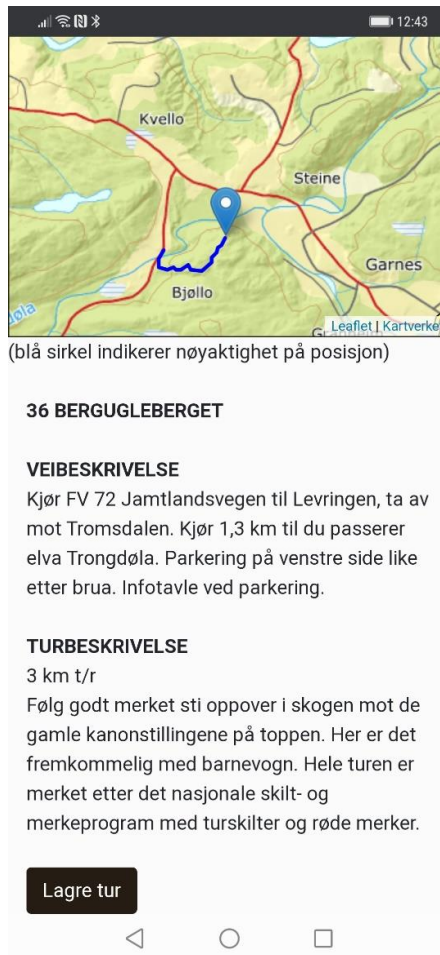 12:43
Kvello
Steine
Garnes
Bjøllo
øla
Leaflet | Kartverke
(blå sirkel indikerer nøyaktighet på posisjon)
36 BERGUGLEBERGET
VEIBESKRIVELSE
Kjør FV 72 Jamtlandsvegen til Levringen, ta av
mot Tromsdalen. Kjør 1,3 km til du passerer
elva Trongdøla. Parkering på venstre side like
etter brua. Infotavle ved parkering.
TURBESKRIVELSE
3 km t/r
Følg godt merket sti oppover i skogen mot de
gamle kanonstillingene på toppen. Her er det
fremkommelig med barnevogn. Hele turen er
merket etter det nasjonale skilt- og
merkeprogram med turskilter og røde merker.
Lagre tur